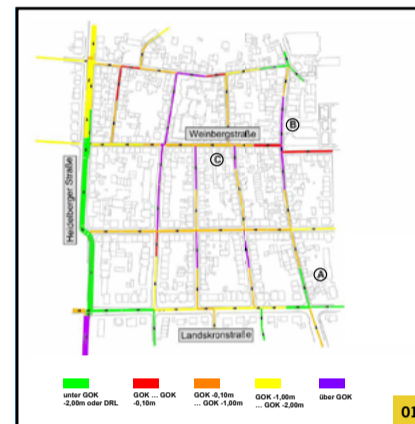 Weinbergstraße
B
C
Heidelberger Straße
A
Landskronstraße
unter GOK
-2,00m oder DRL
GOK ... GOK
-0,10m
GOK -0,10m
... GOK -1,00m
GOK -1,00m
... GOK -2,00m
über GOK
01